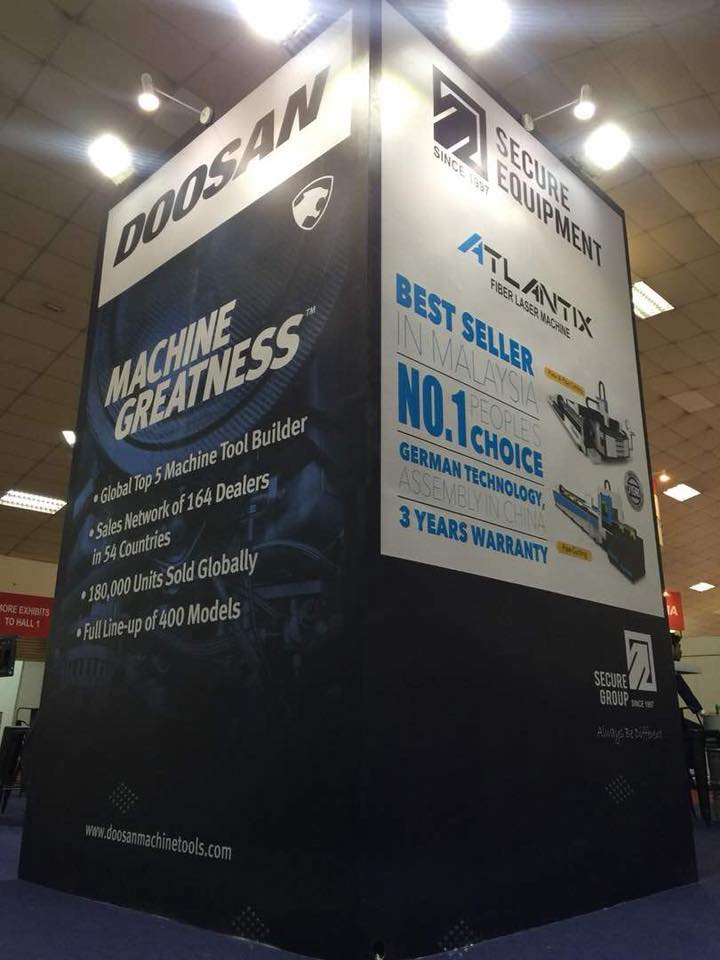 DOOSAN
MACHINE
GREATNESS™
• Global Top 5 Machine Tool Builder
• Sales Network of 164 Dealers
in 54 Countries
• 180,000 Units Sold Globally
• Full Line-up of 400 Models
www.doosanmachinetools.com
SINCE 1997
SECURE
EQUIPMENT
ATLANTIX
FIBER LASER MACHINE
BEST SELLER
IN MALAYSIA
NO.1 PEOPLE'S
CHOICE
GERMAN TECHNOLOGY,
ASSEMBLY IN CHINA
3 YEARS WARRANTY
Pipe Cutting
SECURE
GROUP SINCE 1997
Always Be Different
MORE EXHIBITS
TO HALL 1